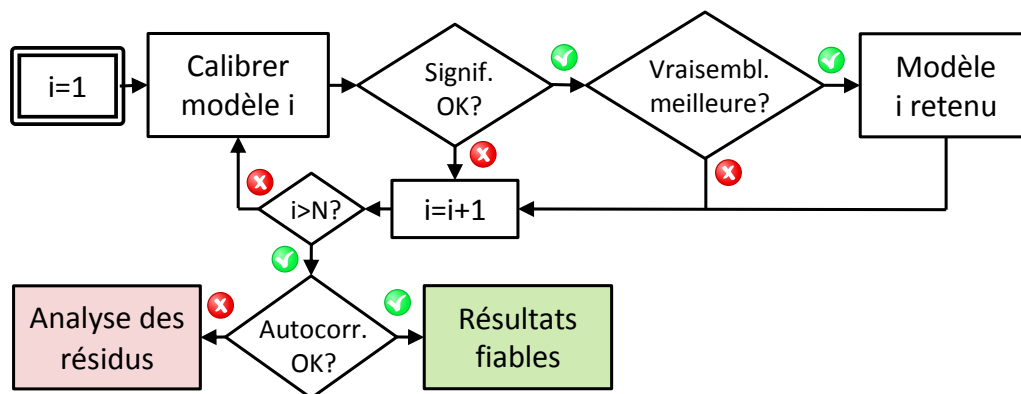 i=1
Calibrer
modèle i
Signif.
OK?
Vraisembl.
meilleure?
Modèle
i retenu
i>N?
i=i+1
Analyse des
résidus
Autocorr.
OK?
Résultats
fiables